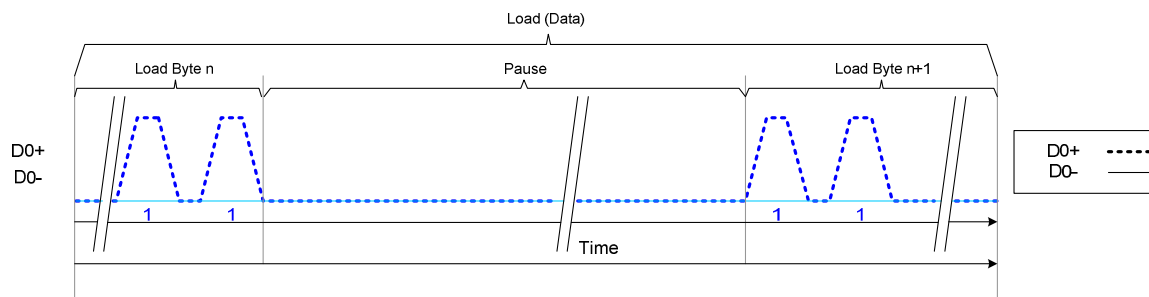 Load (Data)
Load Byte n
Pause
Load Byte n+1
D0+
D0-
D0+
D0-
1 1 1 1
Time